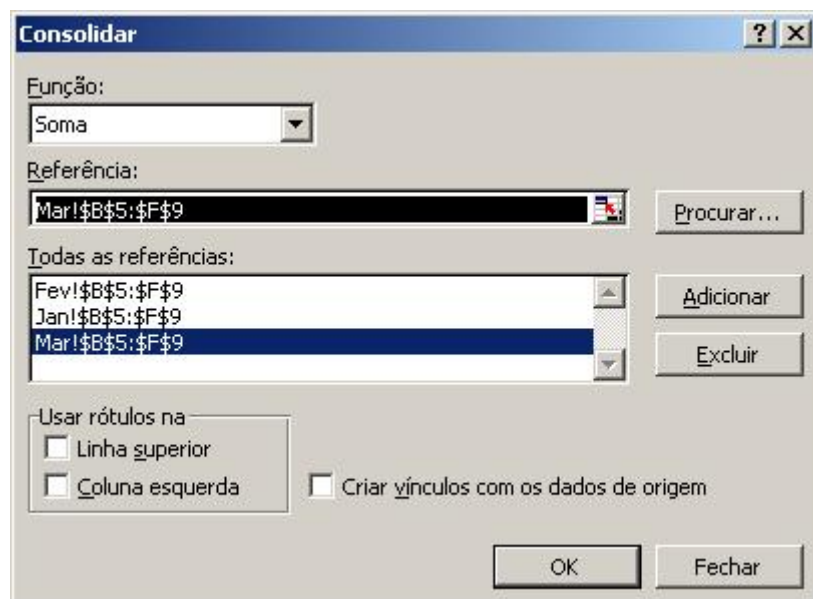 Consolidar
Função:
Soma
Referência:
Mar!$B$5:$F$9
Procurar...
Todas as referências:
Fev!$B$5:$F$9
Jan!$B$5:$F$9
Mar!$B$5:$F$9
Adicionar
Excluir
Usar rótulos na
Linha superior
Coluna esquerda
Criar vínculos com os dados de origem
OK
Fechar